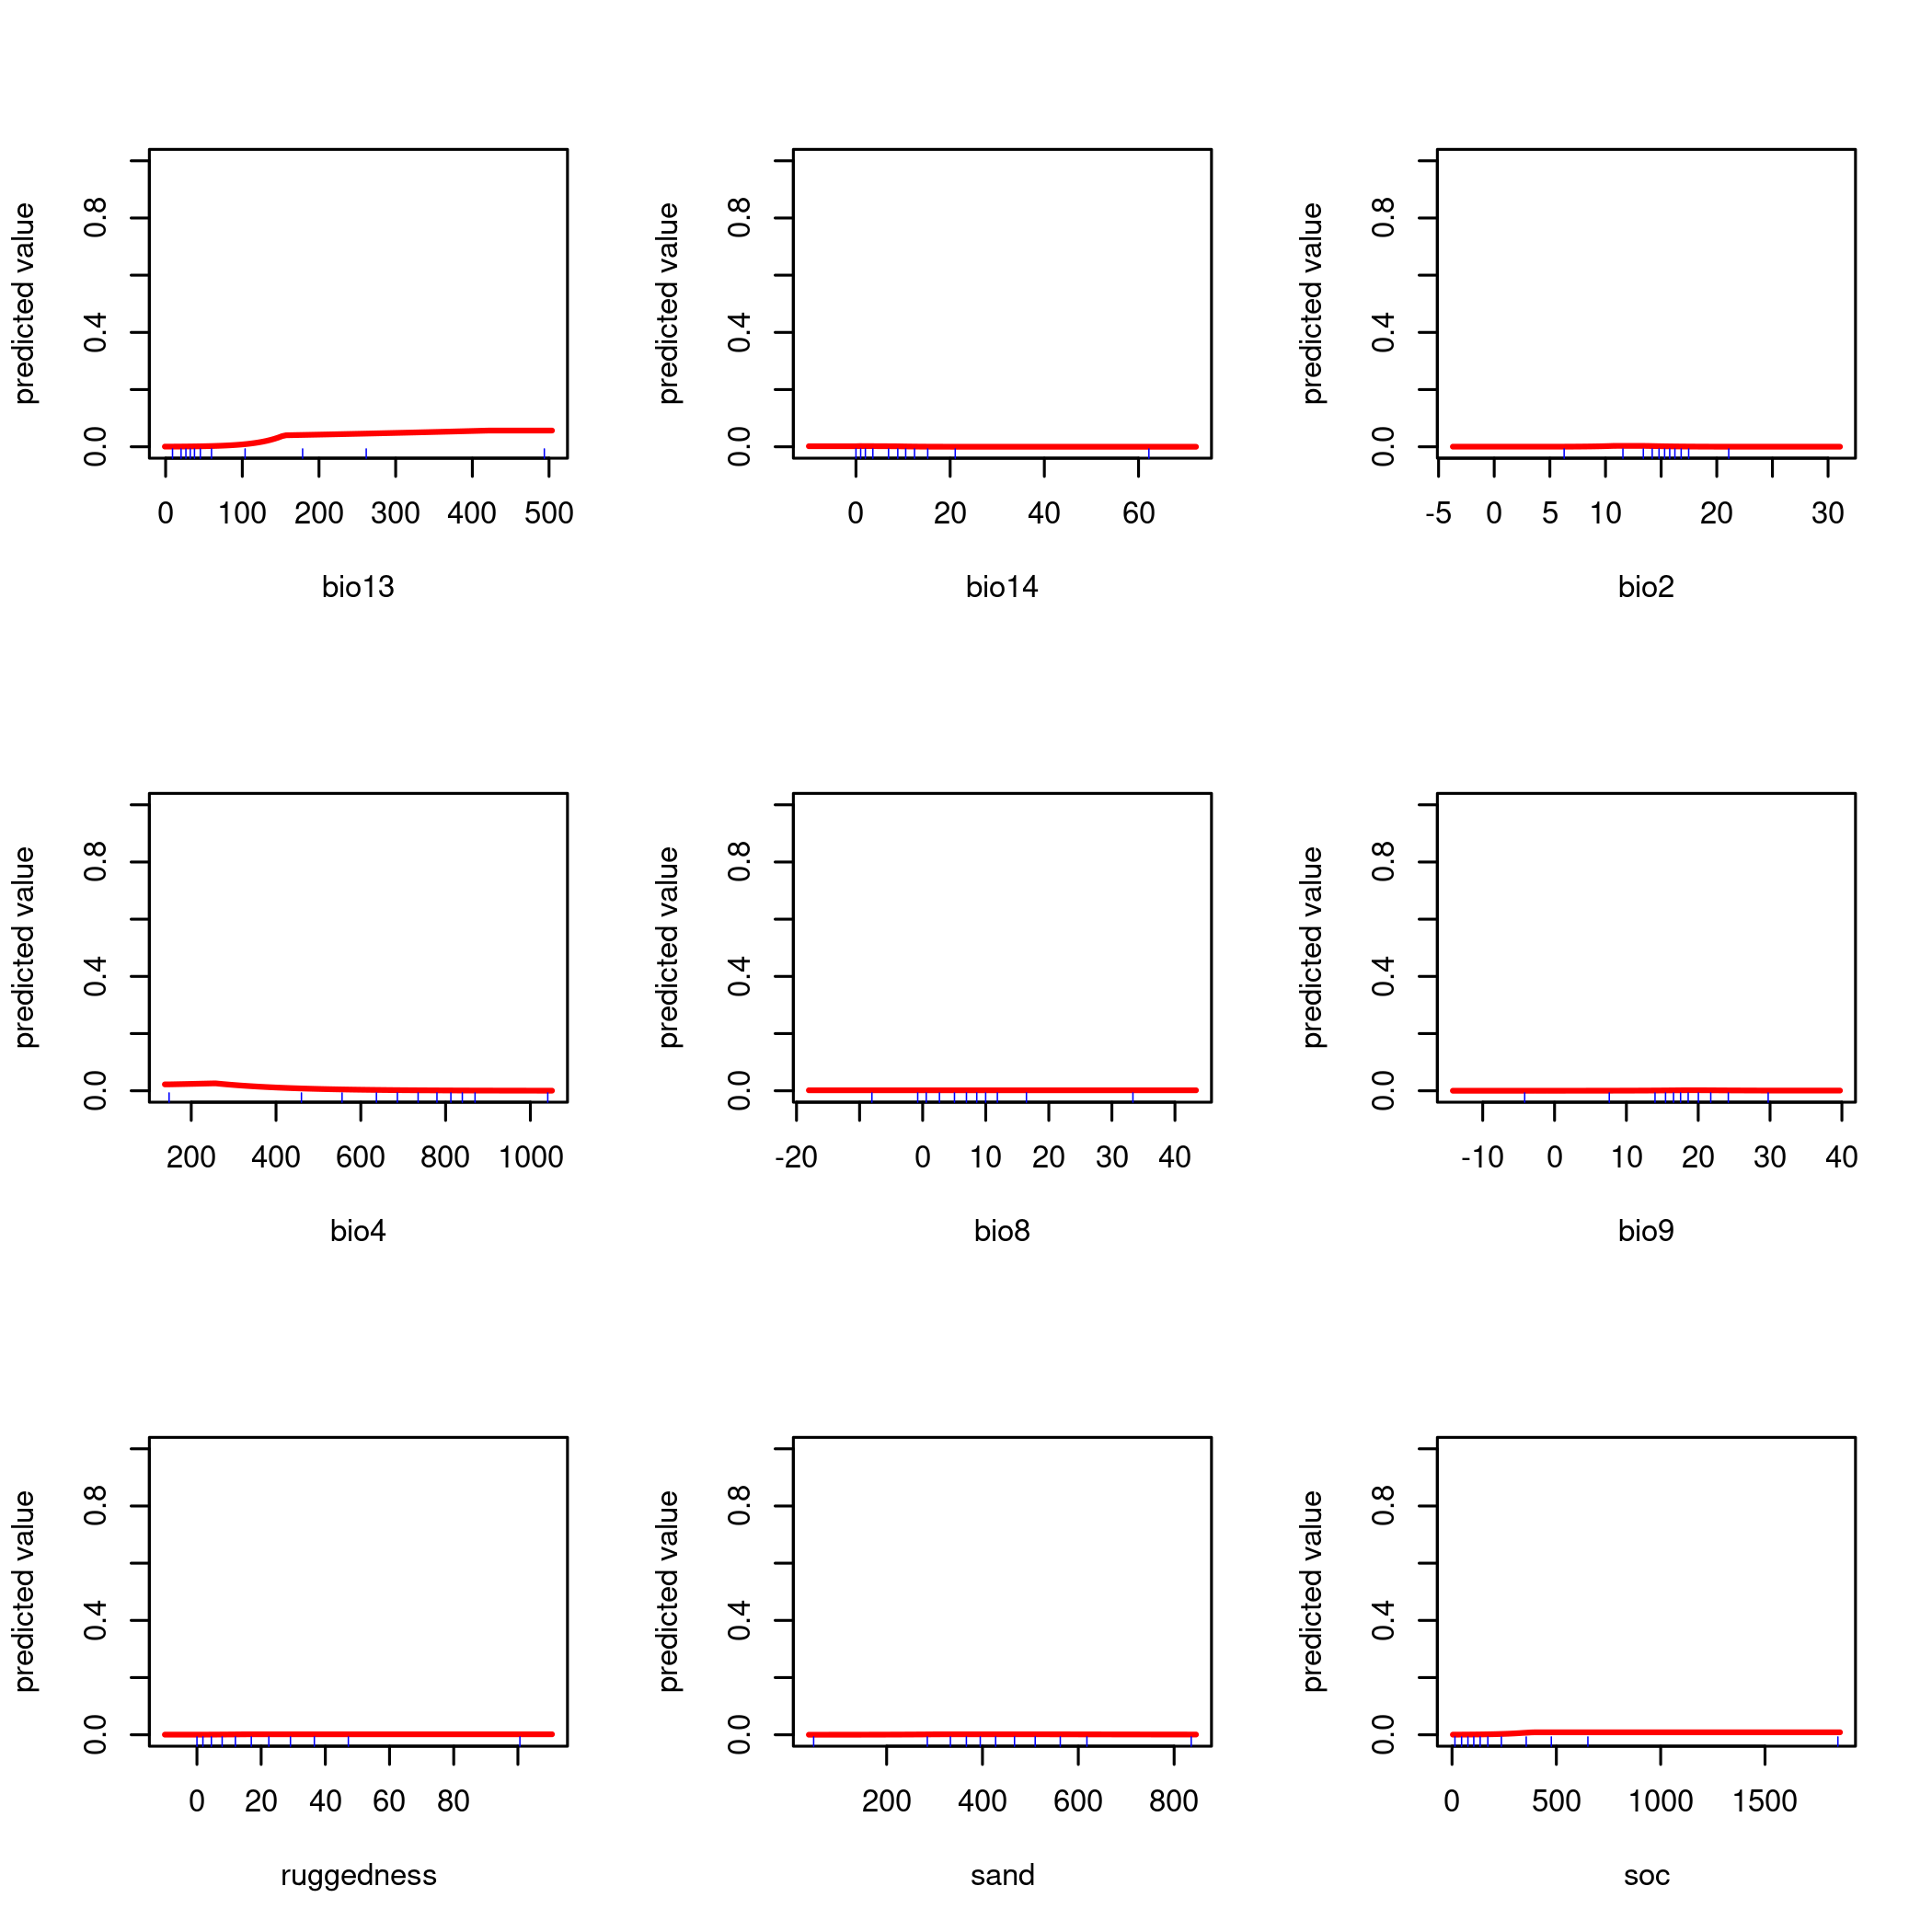 predicted value
0.0 0.4 0.8
0 100 200 300 400 500
bio13
predicted value
0.0 0.4 0.8
0 20 40 60
bio14
predicted value
0.0 0.4 0.8
-5 0 5 10 20 30
bio2
predicted value
0.0 0.4 0.8
200 400 600 800 1000
bio4
predicted value
0.0 0.4 0.8
-20 0 10 20 30 40
bio8
predicted value
0.0 0.4 0.8
-10 0 10 20 30 40
bio9
predicted value
0.0 0.4 0.8
0 20 40 60 80
ruggedness
predicted value
0.0 0.4 0.8
200 400 600 800
sand
predicted value
0.0 0.4 0.8
0 500 1000 1500
soc